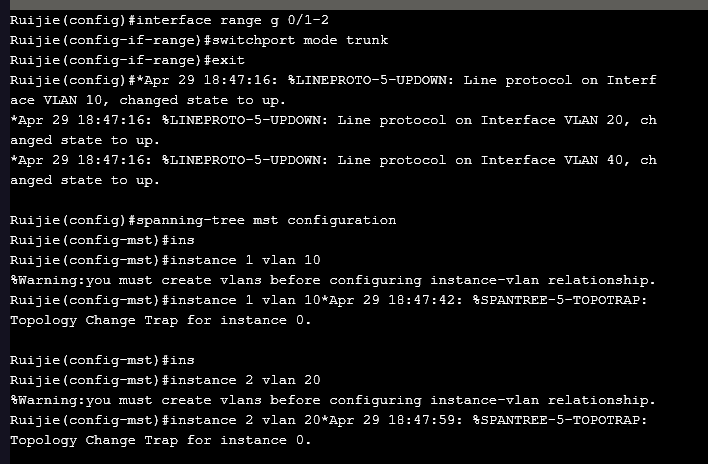 Ruijie(config)#interface range g 0/1-2
Ruijie(config-if-range)#switchport mode trunk
Ruijie(config-if-range)#exit
Ruijie(config)#*Apr 29 18:47:16: %LINEPROTO-5-UPDOWN: Line protocol on Interf
ace VLAN 10, changed state to up.
*Apr 29 18:47:16: %LINEPROTO-5-UPDOWN: Line protocol on Interface VLAN 20, ch
anged state to up.
*Apr 29 18:47:16: %LINEPROTO-5-UPDOWN: Line protocol on Interface VLAN 40, ch
anged state to up.
Ruijie(config)#spanning-tree mst configuration
Ruijie(config-mst)#ins
Ruijie(config-mst)#instance 1 vlan 10
%Warning:you must create vlans before configuring instance-vlan relationship.
Ruijie(config-mst)#instance 1 vlan 10*Apr 29 18:47:42: %SPANTREE-5-TOPOTRAP:
Topology Change Trap for instance 0.
Ruijie(config-mst)#ins
Ruijie(config-mst)#instance 2 vlan 20
%Warning:you must create vlans before configuring instance-vlan relationship.
Ruijie(config-mst)#instance 2 vlan 20*Apr 29 18:47:59: %SPANTREE-5-TOPOTRAP:
Topology Change Trap for instance 0.